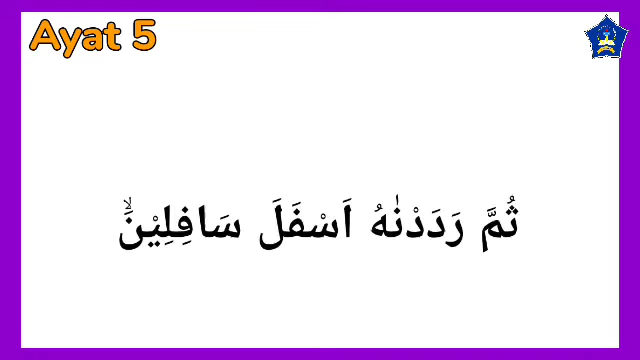 Ayat 5
ثُمَّ رَدَدْنٰهُ اَسْفَلَ سَافِلِيْنَۙ